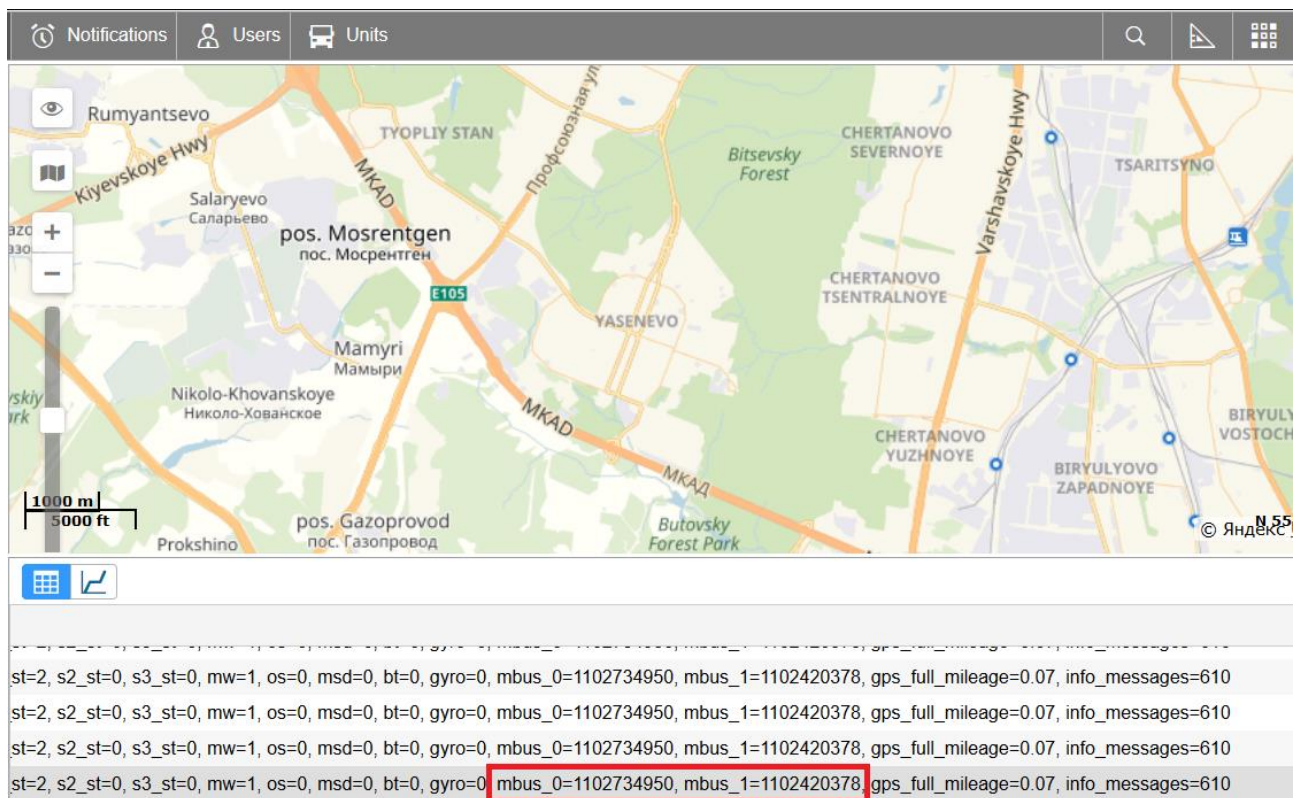 Notifications Users Units
Rumyantsevo
TYOPLIY STAN
Профсоюзная ул
Kiyevskoye Hwy
MKAD
Bitsevsky
Forest
CHERTANOVO
SEVERNOYE
Varshavskoye Hwy
TSARITSYNO
Salaryevo
Саларьево
pos. Mosrentgen
пос. Мосрентген
E105
YASENEVO
CHERTANOVO
TSENTRALNOYE
Mamyri
Мамыри
Nikolo-Khovanskoye
Николо-Хованское
MKAD
CHERTANOVO
YUZHNOYE
BIRYULY
VOSTOCH
BIRYULYOVO
ZAPADNOYE
МКАД
1000 m
5000 ft
pos. Gazoprovod
пос. Газопровод
Prokshino
Butovsky
Forest Park
N 55
© Яндекс
st=2, s2_st=0, s3_st=0, mw=1, os=0, msd=0, bt=0, gyro=0, mbus_0=1102734950, mbus_1=1102420378, gps_full_mileage=0.07, info_messages=610
st=2, s2_st=0, s3_st=0, mw=1, os=0, msd=0, bt=0, gyro=0, mbus_0=1102734950, mbus_1=1102420378, gps_full_mileage=0.07, info_messages=610
st=2, s2_st=0, s3_st=0, mw=1, os=0, msd=0, bt=0, gyro=0, mbus_0=1102734950, mbus_1=1102420378, gps_full_mileage=0.07, info_messages=610
st=2, s2_st=0, s3_st=0, mw=1, os=0, msd=0, bt=0, gyro=0, mbus_0=1102734950, mbus_1=1102420378, gps_full_mileage=0.07, info_messages=610